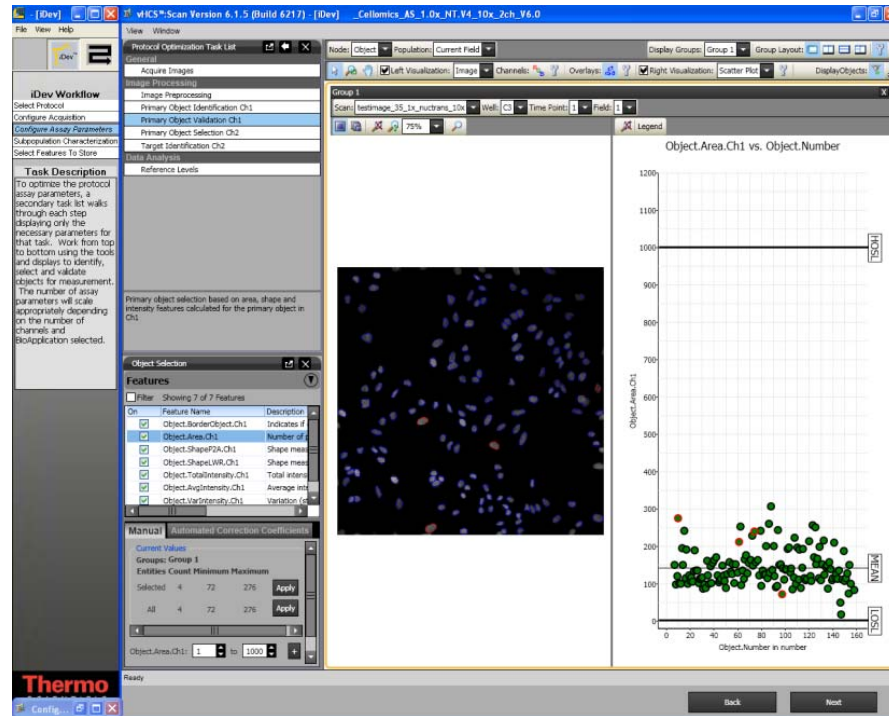 [iDev]
vHCS™:Scan Version 6.1.5 (Build 6217) - [iDev] _Cellomics_AS_1.0x_NT.V4_10x_2ch_V6.0
File View Help
View Window
iDev™
iDev Workflow
Select Protocol
Configure Acquisition
Configure Assay Parameters
Subpopulation Characterization
Select Features To Store
Task Description
To optimize the protocol
assay parameters, a
secondary task list walks
through each step
displaying only the
necessary parameters for
that task. Work from top
to bottom using the tools
and displays to identify,
select and validate
objects for measurement.
The number of assay
parameters will scale
appropriately depending
on the number of
channels and
BioApplication selected.
Thermo
Config...
Protocol Optimization Task List
General
Acquire Images
Image Processing
Image Preprocessing
Primary Object Identification Ch1
Primary Object Validation Ch1
Primary Object Selection Ch2
Target Identification Ch2
Data Analysis
Reference Levels
Primary object selection based on area, shape and
intensity features calculated for the primary object in
Ch1
Object Selection
Features
Filter Showing 7 of 7 Features
On Feature Name Description
Object.BorderObject.Ch1 Indicates if
Object.Area.Ch1 Number of
Object.ShapeP2A.Ch1 Shape meas
Object.ShapeLWR.Ch1 Shape meas
Object.TotalIntensity.Ch1 Total intens
Object.AvgIntensity.Ch1 Average inte
Object.VarIntensity.Ch1 Variation (st
Manual Automated Correction Coefficients
Current Values
Groups: Group 1
Entities Count Minimum Maximum
Selected 4 72 276 Apply
All 4 72 276 Apply
Object.Area.Ch1: 1 to 1000 +
Node: Object Population: Current Field Display Groups: Group 1 Group Layout:
Left Visualization: Image Channels: Overlays: Right Visualization: Scatter Plot DisplayObjects:
Group 1 X
Scan: testimage_35_1x_nuctrans_10x Well: C3 Time Point: 1 Field: 1
75%
Legend
Object.Area.Ch1 vs. Object.Number
1200
1100
1000
900
800
700
600
500
400
300
200
100
0
Object.Area.Ch1
HOSL
MEAN
LOSL
0 20 40 60 80 100 120 140 160
Object.Number in number
Ready
Back Next